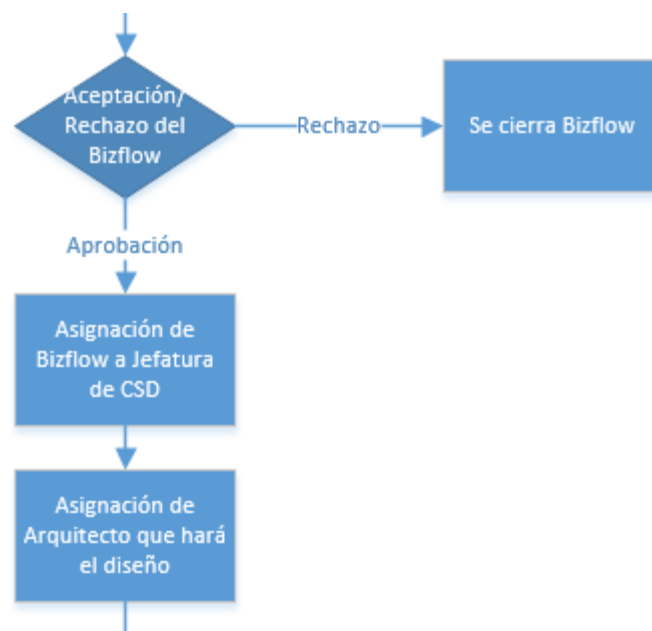 Aceptación/
Rechazo del
Bizflow
Rechazo
Se cierra Bizflow
Aprobación
Asignación de
Bizflow a Jefatura
de CSD
Asignación de
Arquitecto que hará
el diseño